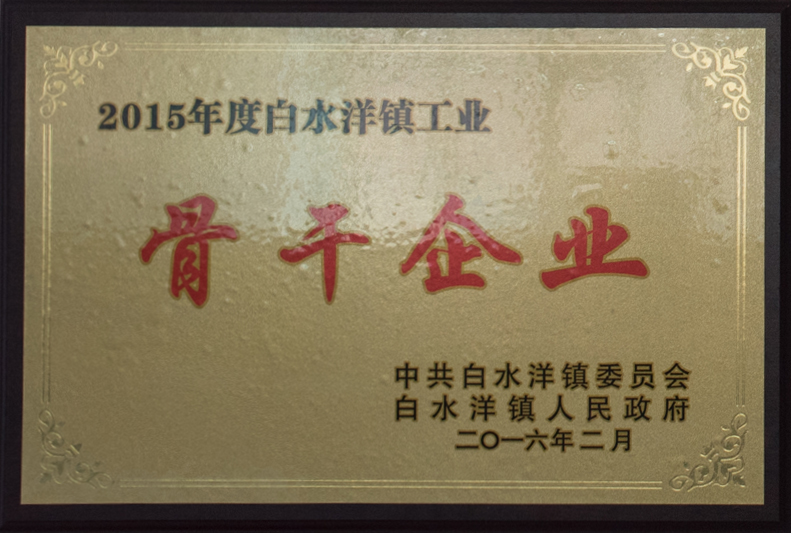 2015年度白水洋镇工业
骨干企业
中共白水洋镇委员会
白水洋镇人民政府
二〇一六年二月